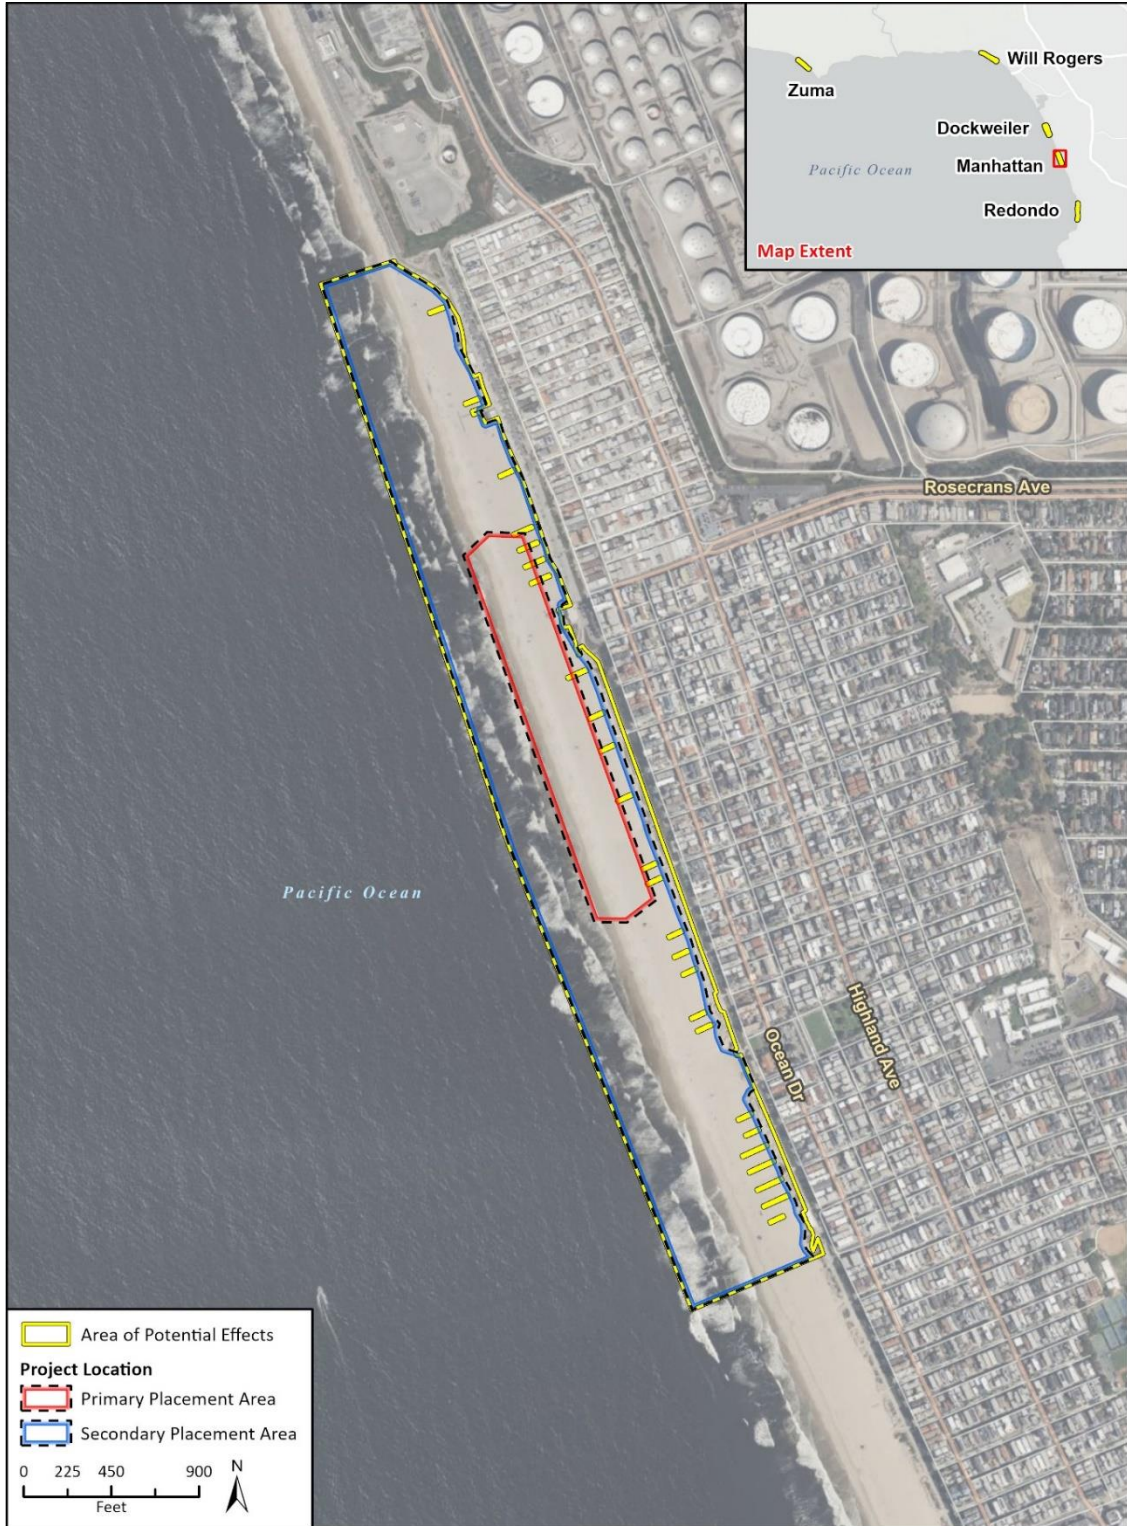 Will Rogers
Zuma
Dockweiler
Manhattan
Pacific Ocean
Redondo
Map Extent
Rosecrans Ave
Pacific Ocean
Highland Ave
Ocean Dr
Area of Potential Effects
Project Location
Primary Placement Area
Secondary Placement Area
0 225 450 900
Feet
N